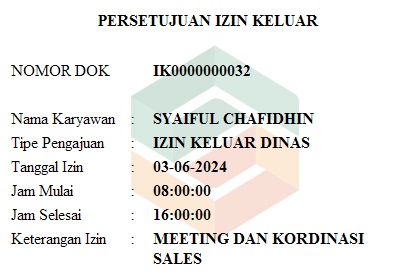 PERSETUJUAN IZIN KELUAR
NOMOR DOK IK0000000032
Nama Karyawan : SYAIFUL CHAFIDHIN
Tipe Pengajuan : IZIN KELUAR DINAS
Tanggal Izin : 03-06-2024
Jam Mulai : 08:00:00
Jam Selesai : 16:00:00
Keterangan Izin : MEETING DAN KORDINASI
SALES